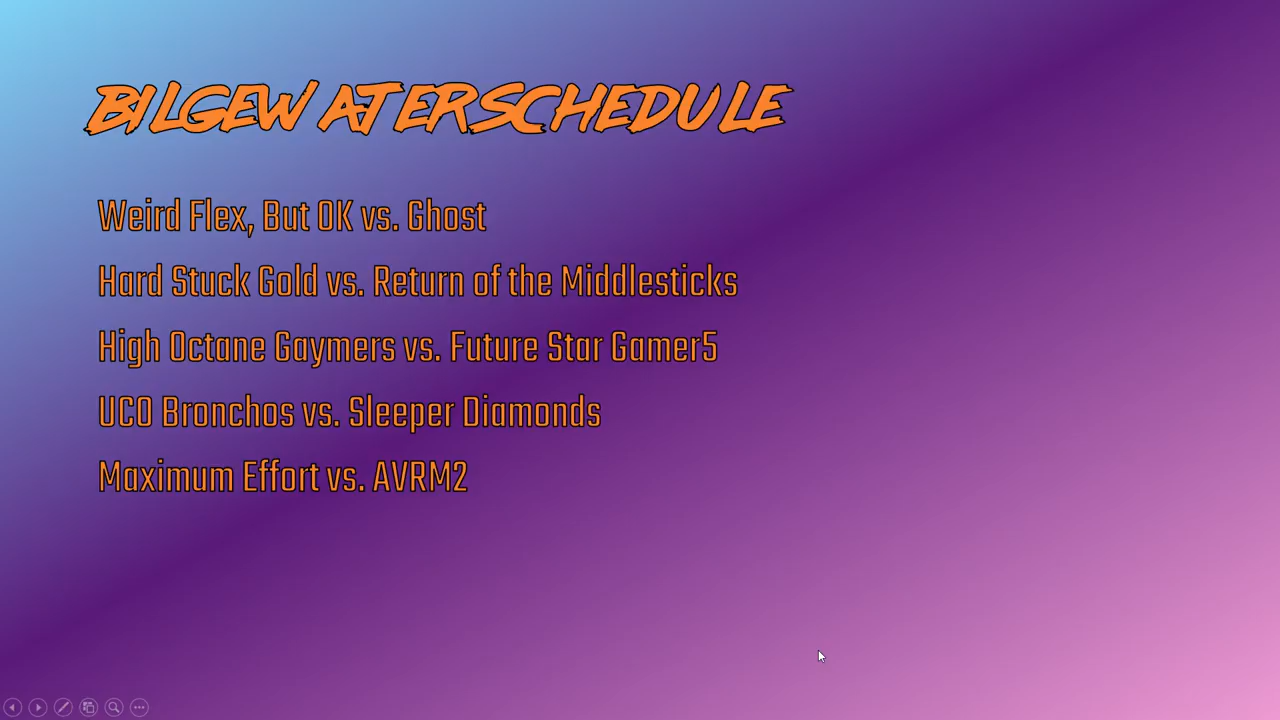 BILGEWATER SCHEDULE
Weird Flex, But OK vs. Ghost
Hard Stuck Gold vs. Return of the Middlesticks
High Octane Gaymers vs. Future Star Gamer5
UCO Bronchos vs. Sleeper Diamonds
Maximum Effort vs. AVRM2